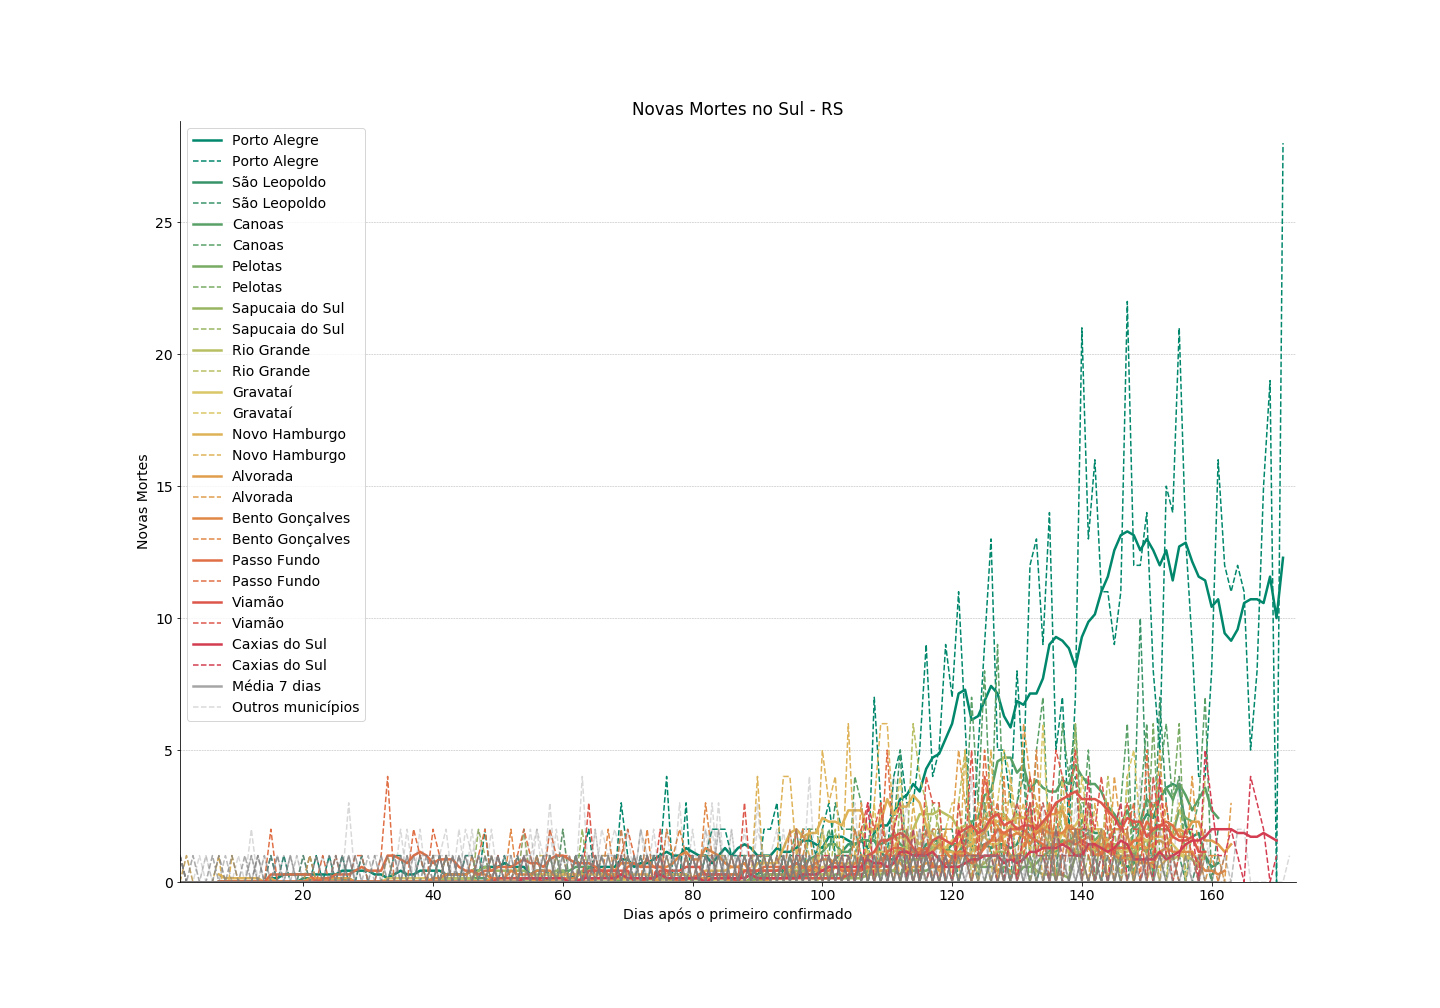 Novas Mortes no Sul - RS
Porto Alegre
Porto Alegre
São Leopoldo
São Leopoldo
Canoas
Canoas
Pelotas
Pelotas
Sapucaia do Sul
Sapucaia do Sul
Rio Grande
Rio Grande
Gravataí
Gravataí
Novo Hamburgo
Novo Hamburgo
Alvorada
Alvorada
Bento Gonçalves
Bento Gonçalves
Passo Fundo
Passo Fundo
Viamão
Viamão
Caxias do Sul
Caxias do Sul
Média 7 dias
Outros municípios
25
20
15
10
5
0
Novas Mortes
20 40 60 80 100 120 140 160
Dias após o primeiro confirmado